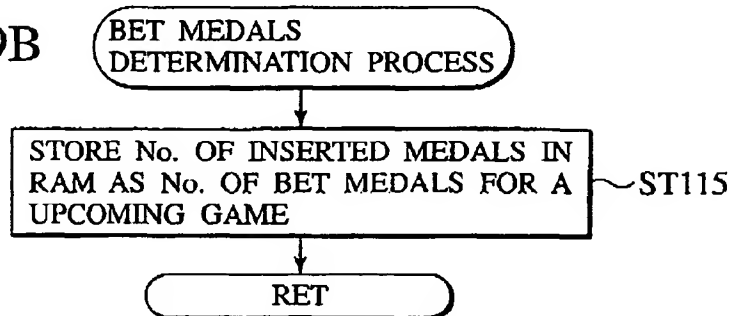 9B
BET MEDALS
DETERMINATION PROCESS
STORE No. OF INSERTED MEDALS IN
RAM AS No. OF BET MEDALS FOR A
UPCOMING GAME
ST115
RET